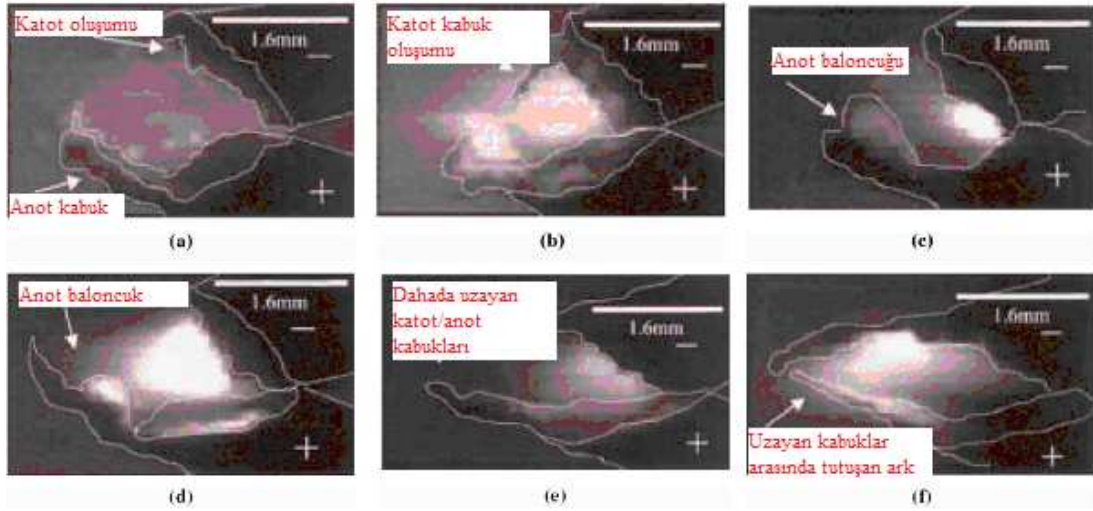 Katot oluşumu
1.6mm
−
Anot kabuk
+
(a)
Katot kabuk
oluşumu
1.6mm
−
+
(b)
Anot baloncuğu
1.6mm
−
+
(c)
Anot baloncuk
1.6mm
−
+
(d)
Dahada uzayan
katot/anot
kabukları
1.6mm
−
+
(e)
1.6mm
−
Uzayan kabuklar
arasında tutuşan ark
+
(f)